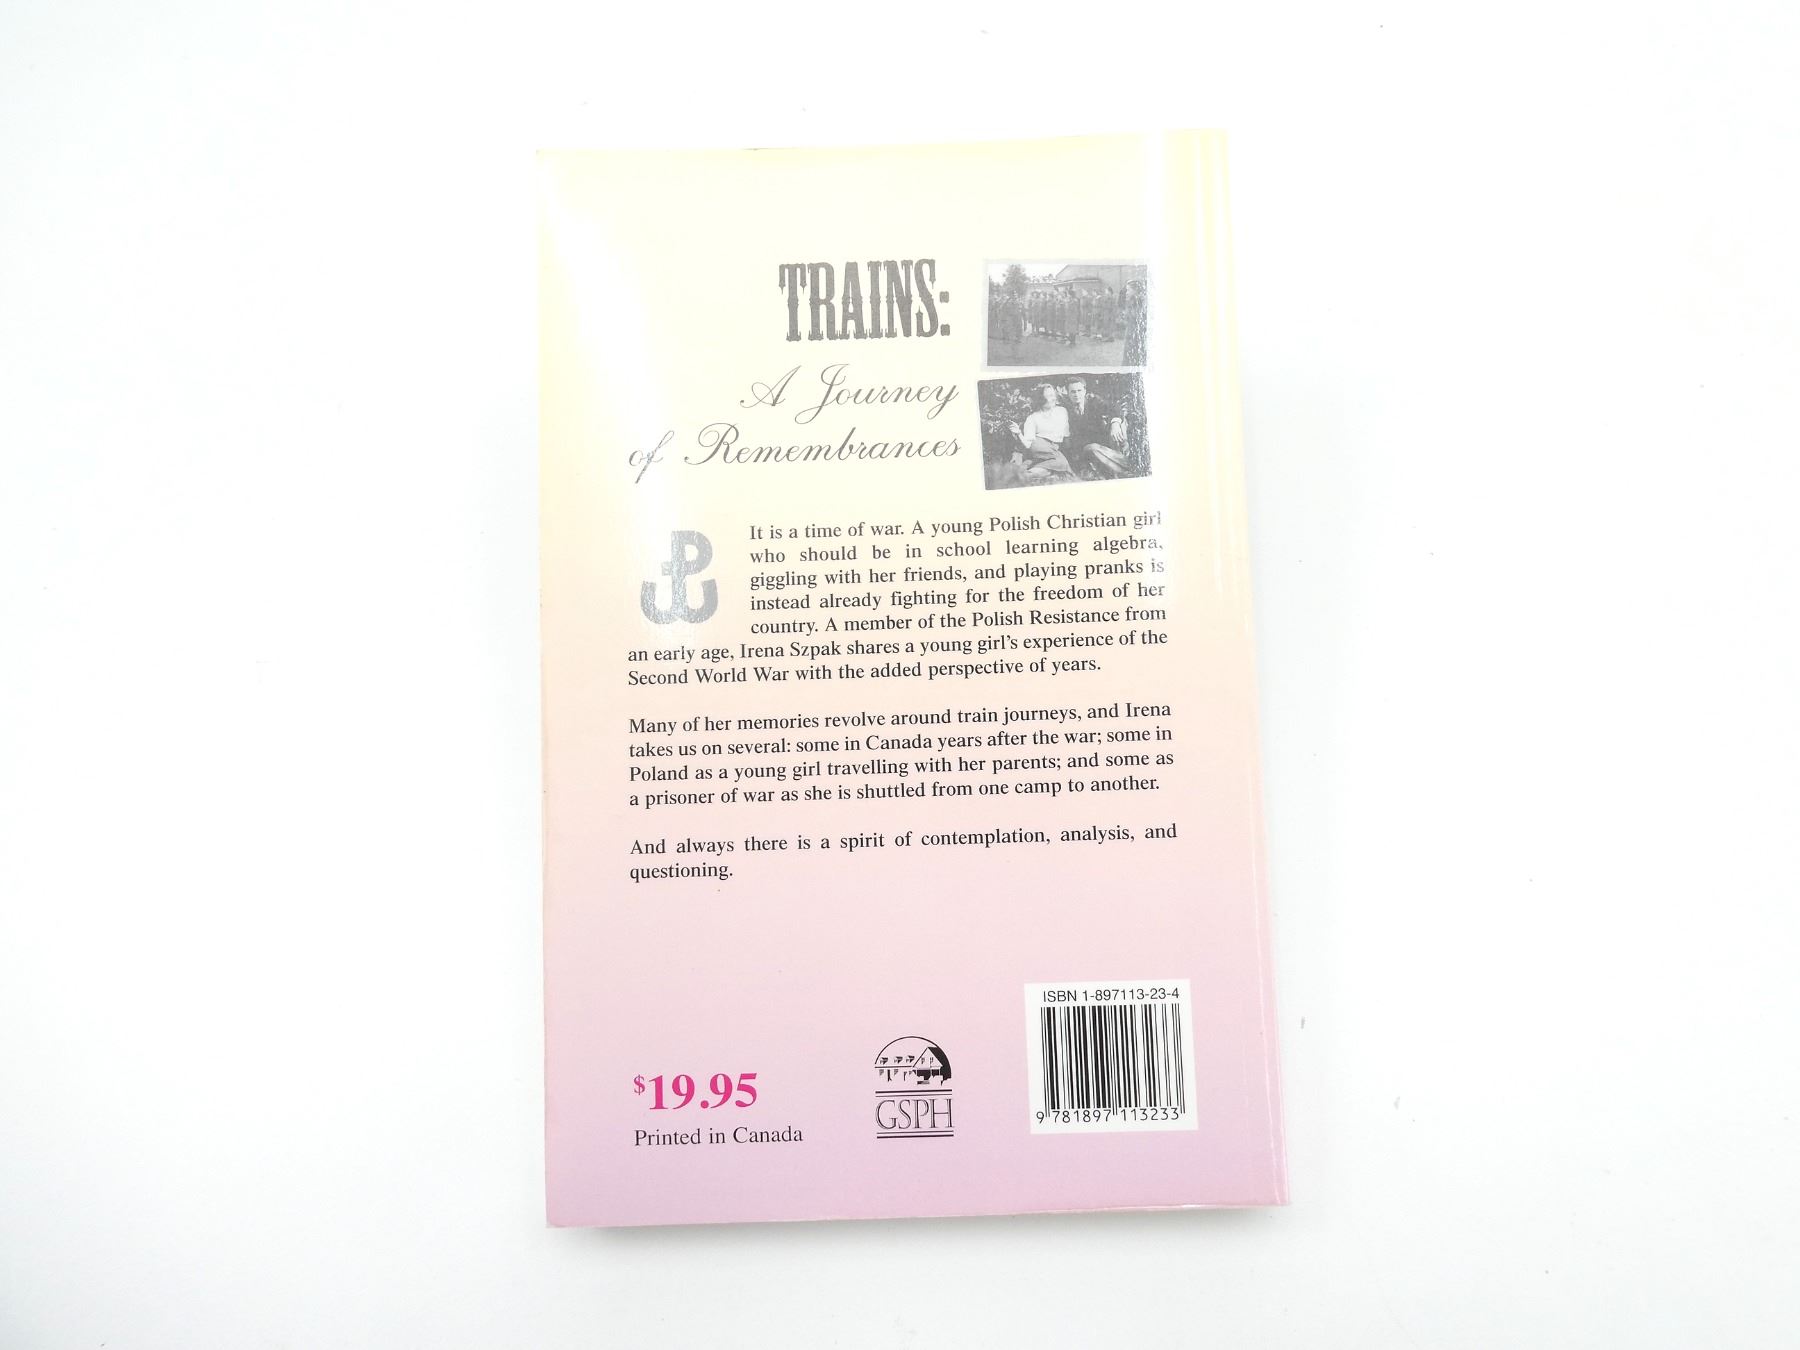 TRAINS:
A Journey
of Remembrances
It is a time of war. A young Polish Christian girl
who should be in school learning algebra,
giggling with her friends, and playing pranks is
instead already fighting for the freedom of her
country. A member of the Polish Resistance from
an early age, Irena Szpak shares a young girl's experience of the
Second World War with the added perspective of years.
Many of her memories revolve around train journeys, and Irena
takes us on several: some in Canada years after the war; some in
Poland as a young girl travelling with her parents; and some as
a prisoner of war as she is shuttled from one camp to another.
And always there is a spirit of contemplation, analysis, and
questioning.
$19.95
Printed in Canada
GSPH
ISBN 1-897113-23-4
9 781897 113233